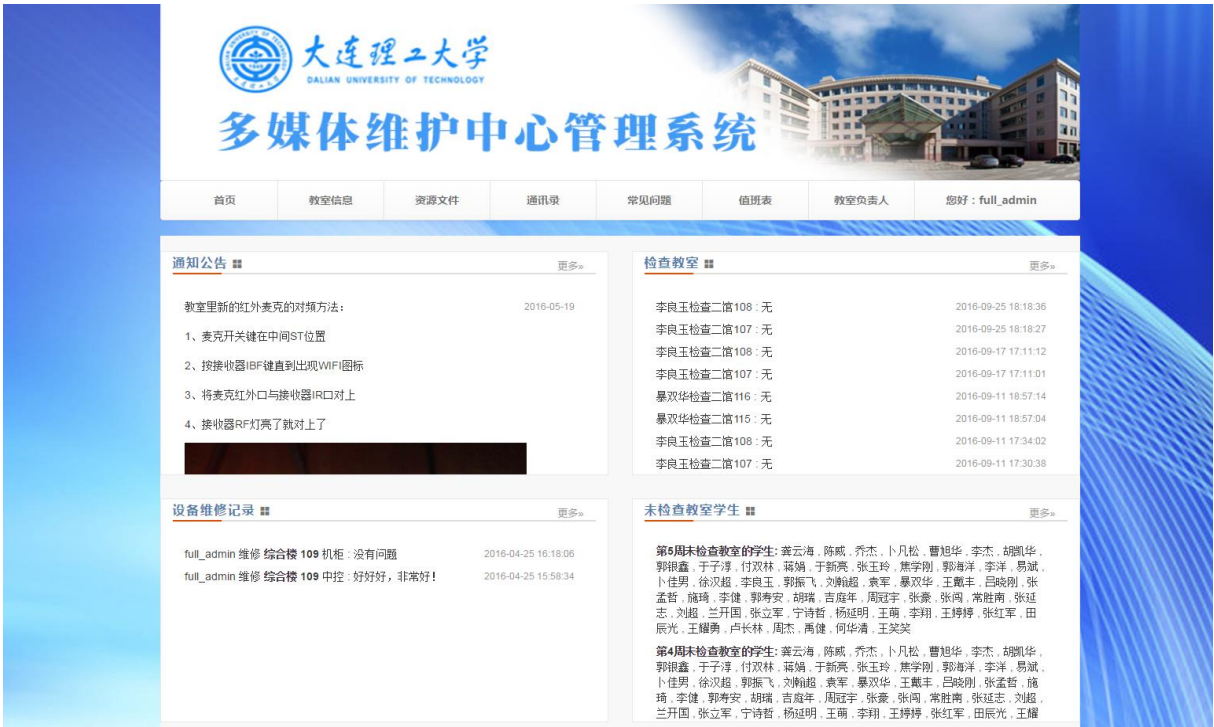 大连理工大学
DALIAN UNIVERSITY OF TECHNOLOGY
多媒体维护中心管理系统
首页 教室信息 资源文件 通讯录 常见问题 值班表 教室负责人 您好：full_admin
通知公告 更多»
教室里新的红外麦克的对频方法： 2016-05-19
1、麦克开关键在中间ST位置
2、按接收器IBF键直到出现WIFI图标
3、将麦克红外口与接收器IR口对上
4、接收器RF灯亮了就对上了
检查教室 更多»
李良玉检查二馆108 : 无 2016-09-25 18:18:36
李良玉检查二馆107 : 无 2016-09-25 18:18:27
李良玉检查二馆108 : 无 2016-09-17 17:11:12
李良玉检查二馆107 : 无 2016-09-17 17:11:01
暴双华检查二馆116 : 无 2016-09-11 18:57:14
暴双华检查二馆115 : 无 2016-09-11 18:57:04
李良玉检查二馆108 : 无 2016-09-11 17:34:02
李良玉检查二馆107 : 无 2016-09-11 17:30:38
设备维修记录 更多»
full_admin 维修 综合楼 109 机柜 : 没有问题 2016-04-25 16:18:06
full_admin 维修 综合楼 109 中控 : 好好好，非常好！ 2016-04-25 15:58:34
未检查教室学生 更多»
第5周未检查教室的学生: 龚云海 , 陈威 , 乔杰 , 卜凡松 , 曹旭华 , 李杰 , 胡凯华 ,
郭银鑫 , 于子淳 , 付双林 , 蒋娟 , 于新亮 , 张玉玲 , 焦学刚 , 郭海洋 , 李洋 , 易斌 ,
卜佳男 , 徐汉超 , 李良玉 , 郭振飞 , 刘翰超 , 袁军 , 暴双华 , 王戴丰 , 吕晓刚 , 张
孟哲 , 施琦 , 李健 , 郭寿安 , 胡瑞 , 吉庭年 , 周冠宇 , 张豪 , 张闯 , 常胜南 , 张延
志 , 刘超 , 兰开国 , 张立军 , 宁诗哲 , 杨延明 , 王萌 , 李翔 , 王婷婷 , 张红军 , 田
辰光 , 王耀勇 , 卢长林 , 周杰 , 禹健 , 何华清 , 王笑笑
第4周未检查教室的学生: 龚云海 , 陈威 , 乔杰 , 卜凡松 , 曹旭华 , 李杰 , 胡凯华 ,
郭银鑫 , 于子淳 , 付双林 , 蒋娟 , 于新亮 , 张玉玲 , 焦学刚 , 郭海洋 , 李洋 , 易斌 ,
卜佳男 , 徐汉超 , 郭振飞 , 刘翰超 , 袁军 , 暴双华 , 王戴丰 , 吕晓刚 , 张孟哲 , 施
琦 , 李健 , 郭寿安 , 胡瑞 , 吉庭年 , 周冠宇 , 张豪 , 张闯 , 常胜南 , 张延志 , 刘超 ,
兰开国 , 张立军 , 宁诗哲 , 杨延明 , 王萌 , 李翔 , 王婷婷 , 张红军 , 田辰光 , 王耀